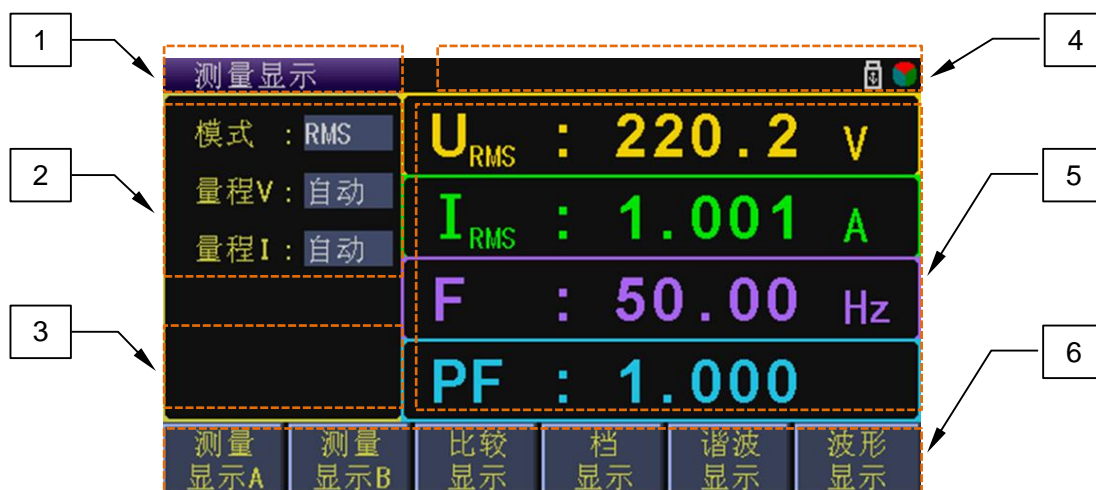 1
4
测量显示
模式 : RMS
URMS : 220.2 V
2
量程V: 自动
5
IRMS : 1.001 A
量程I: 自动
F : 50.00 Hz
3
6
PF : 1.000
测量 测量 比较 档 谐波 波形
显示A 显示B 显示 显示 显示 显示